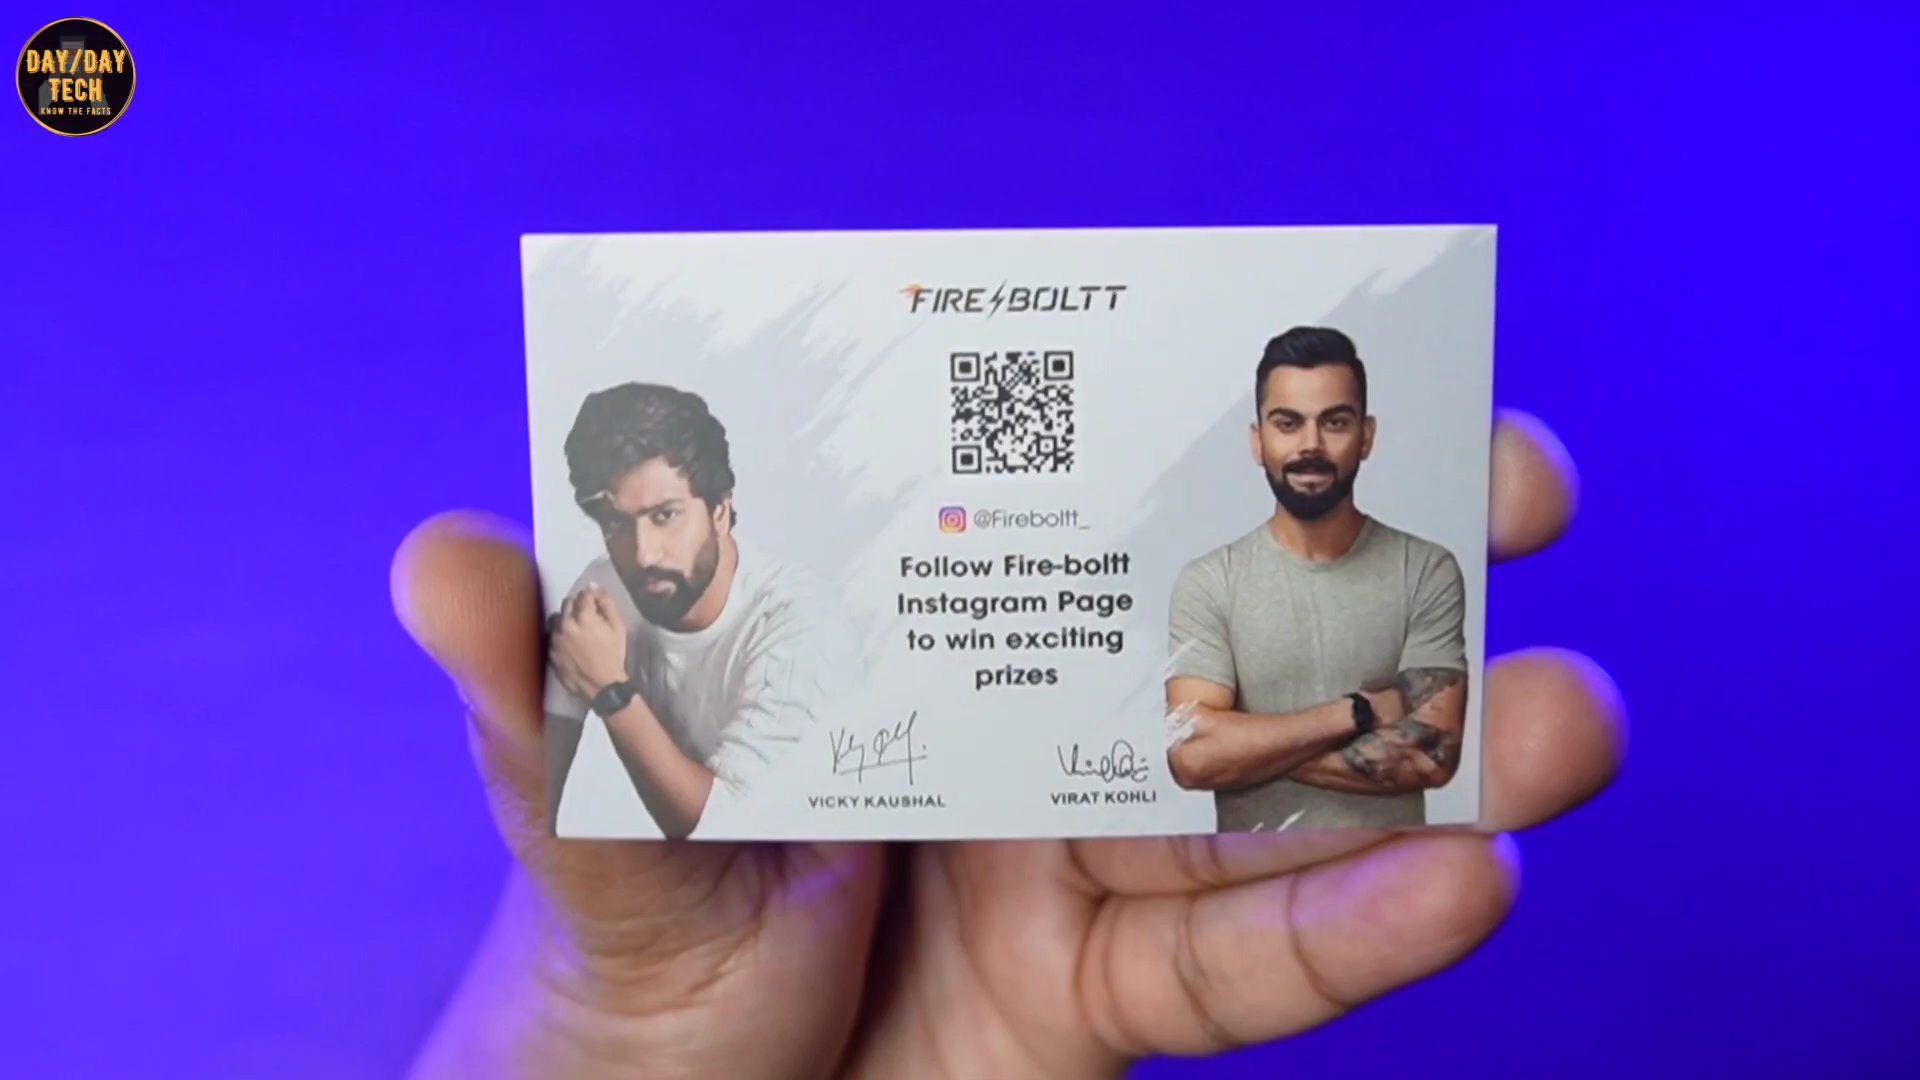 DAY/DAY
TECH
KNOW THE FACTS
FIRE BOLTT
@Fireboltt_
Follow Fire-boltt
Instagram Page
to win exciting
prizes
VICKY KAUSHAL
VIRAT KOHLI